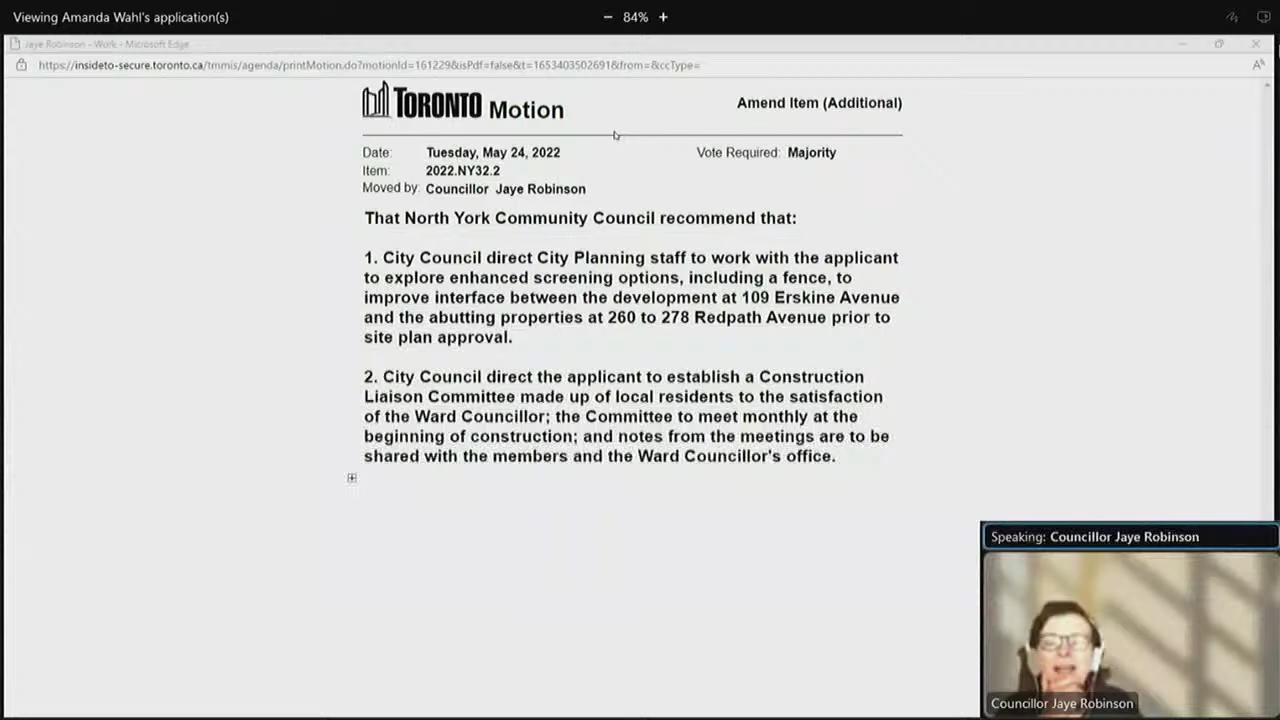 Viewing Amanda Wahl's application(s)
− 84% +
Jaye Robinson - Work - Microsoft Edge
https://insideto-secure.toronto.ca/tmmis/agenda/printMotion.do?motionId=161229&isPdf=false&t=1653403502691&from=&ccType=
TORONTO Motion
Amend Item (Additional)
Date: Tuesday, May 24, 2022
Vote Required: Majority
Item: 2022.NY32.2
Moved by: Councillor Jaye Robinson
That North York Community Council recommend that:
1. City Council direct City Planning staff to work with the applicant
to explore enhanced screening options, including a fence, to
improve interface between the development at 109 Erskine Avenue
and the abutting properties at 260 to 278 Redpath Avenue prior to
site plan approval.
2. City Council direct the applicant to establish a Construction
Liaison Committee made up of local residents to the satisfaction
of the Ward Councillor; the Committee to meet monthly at the
beginning of construction; and notes from the meetings are to be
shared with the members and the Ward Councillor's office.
Speaking: Councillor Jaye Robinson
Councillor Jaye Robinson